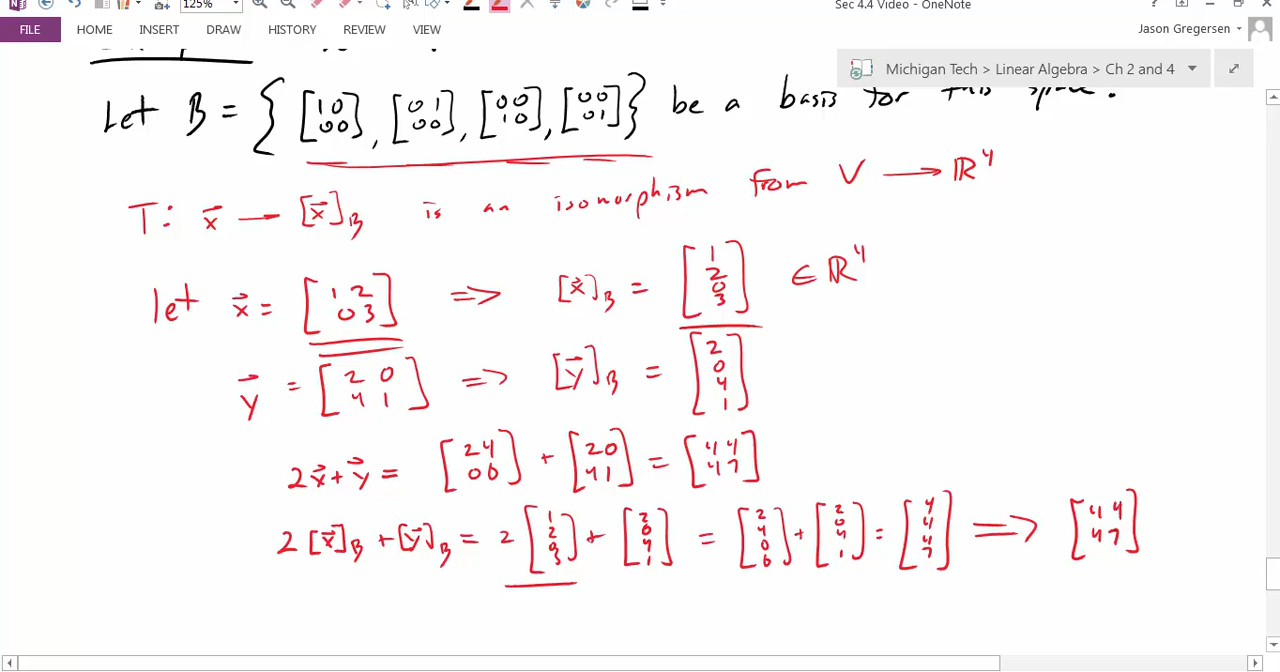 125%
Sec 4.4 Video - OneNote
FILE HOME INSERT DRAW HISTORY REVIEW VIEW
Jason Gregersen
Michigan Tech > Linear Algebra > Ch 2 and 4
Let B = { [1 0 / 0 0], [0 1 / 0 0], [0 0 / 1 0], [0 0 / 0 1] } be a basis for this space.
T: x⃗ → [x⃗]_B is an isomorphism from V → ℝ⁴
let x⃗ = [1 2 / 0 3] ⇒ [x⃗]_B = [1 / 2 / 0 / 3] ∈ ℝ⁴
y⃗ = [2 0 / 4 1] ⇒ [y⃗]_B = [2 / 0 / 4 / 1]
2x⃗ + y⃗ = [2 4 / 0 6] + [2 0 / 4 1] = [4 4 / 4 7]
2[x⃗]_B + [y⃗]_B = 2[1 / 2 / 0 / 3] + [2 / 0 / 4 / 1] = [2 / 4 / 0 / 6] + [2 / 0 / 4 / 1] = [4 / 4 / 4 / 7] ⇒ [4 4 / 4 7]